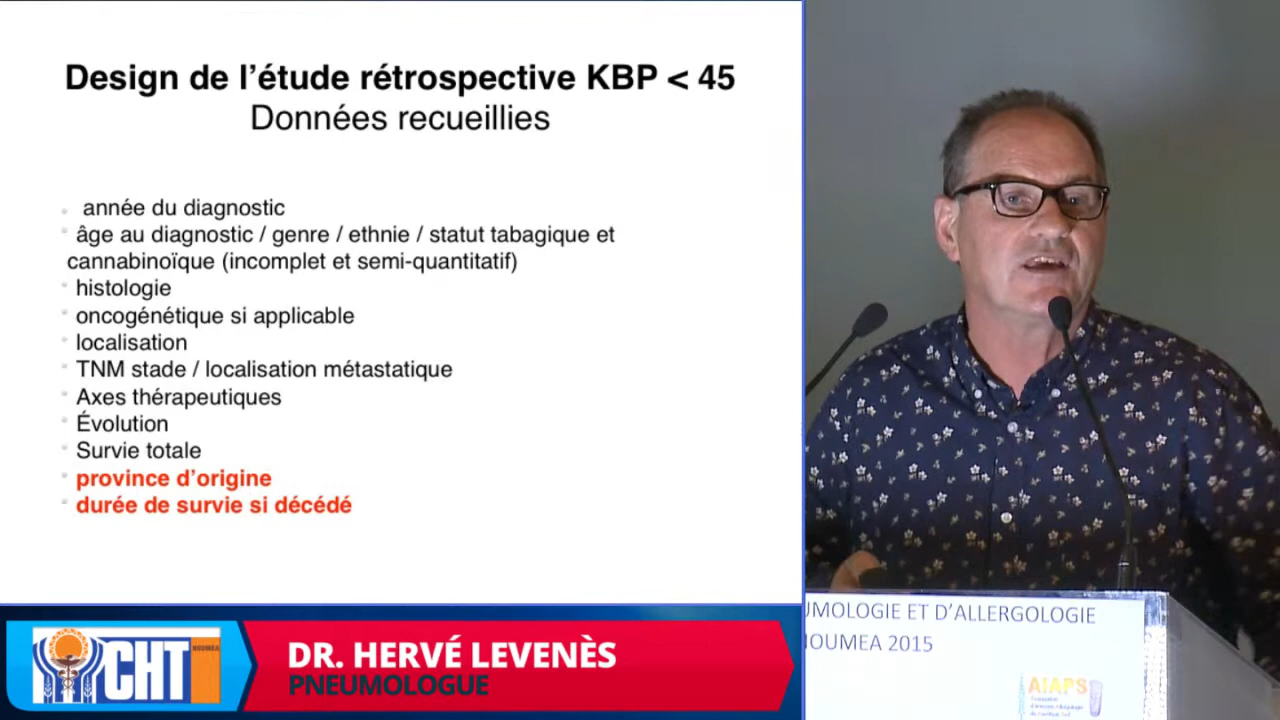 Design de l'étude rétrospective KBP < 45
Données recueillies
année du diagnostic
âge au diagnostic / genre / ethnie / statut tabagique et
cannabinoïque (incomplet et semi-quantitatif)
histologie
oncogénétique si applicable
localisation
TNM stade / localisation métastatique
Axes thérapeutiques
Évolution
Survie totale
province d'origine
durée de survie si décédé
CHT
NOUMÉA
DR. HERVÉ LEVENÈS
PNEUMOLOGUE
UMOLOGIE ET D'ALLERGOLOGIE
NOUMEA 2015
AIAPS